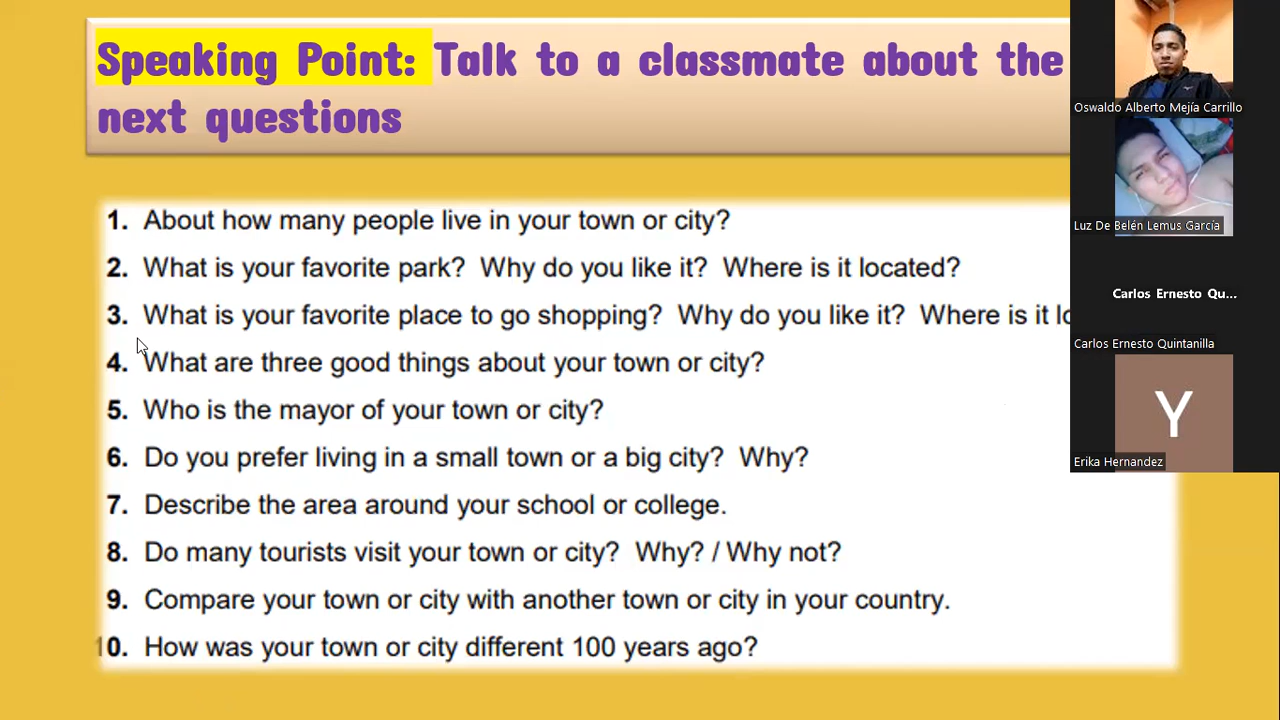 Speaking Point: Talk to a classmate about the
next questions
1. About how many people live in your town or city?
2. What is your favorite park? Why do you like it? Where is it located?
3. What is your favorite place to go shopping? Why do you like it? Where is it lo
4. What are three good things about your town or city?
5. Who is the mayor of your town or city?
6. Do you prefer living in a small town or a big city? Why?
7. Describe the area around your school or college.
8. Do many tourists visit your town or city? Why? / Why not?
9. Compare your town or city with another town or city in your country.
10. How was your town or city different 100 years ago?
Oswaldo Alberto Mejía Carrillo
Luz De Belén Lemus García
Carlos Ernesto Qu...
Carlos Ernesto Quintanilla
Y
Erika Hernandez